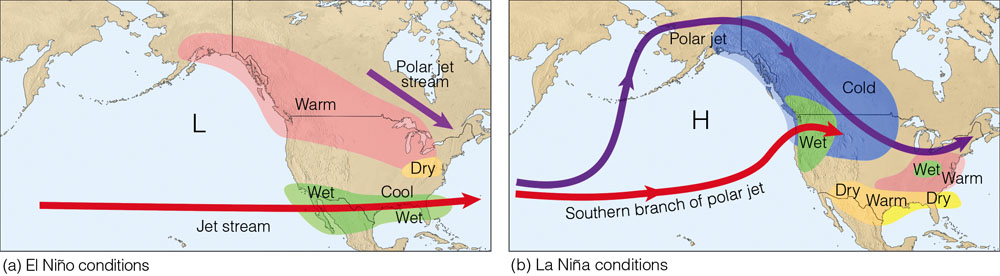 Polar jet
stream
L
Warm
Dry
Wet
Cool
Wet
Jet stream
(a) El Niño conditions
Polar jet
Cold
H
Wet
Wet
Warm
Dry
Warm
Dry
Southern branch of polar jet
(b) La Niña conditions